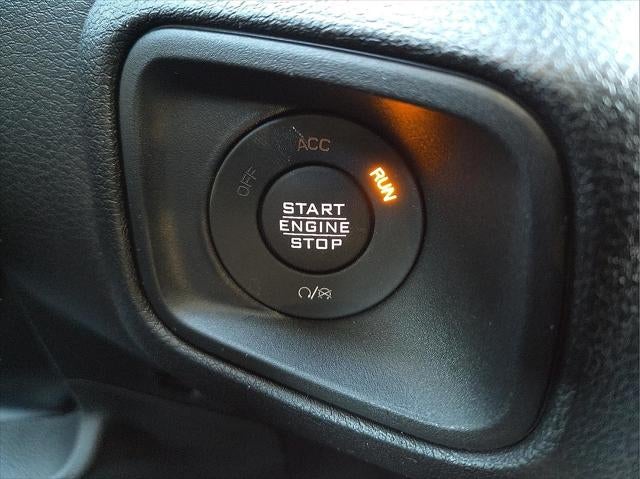 ACC
OFF
RUN
START
ENGINE
STOP